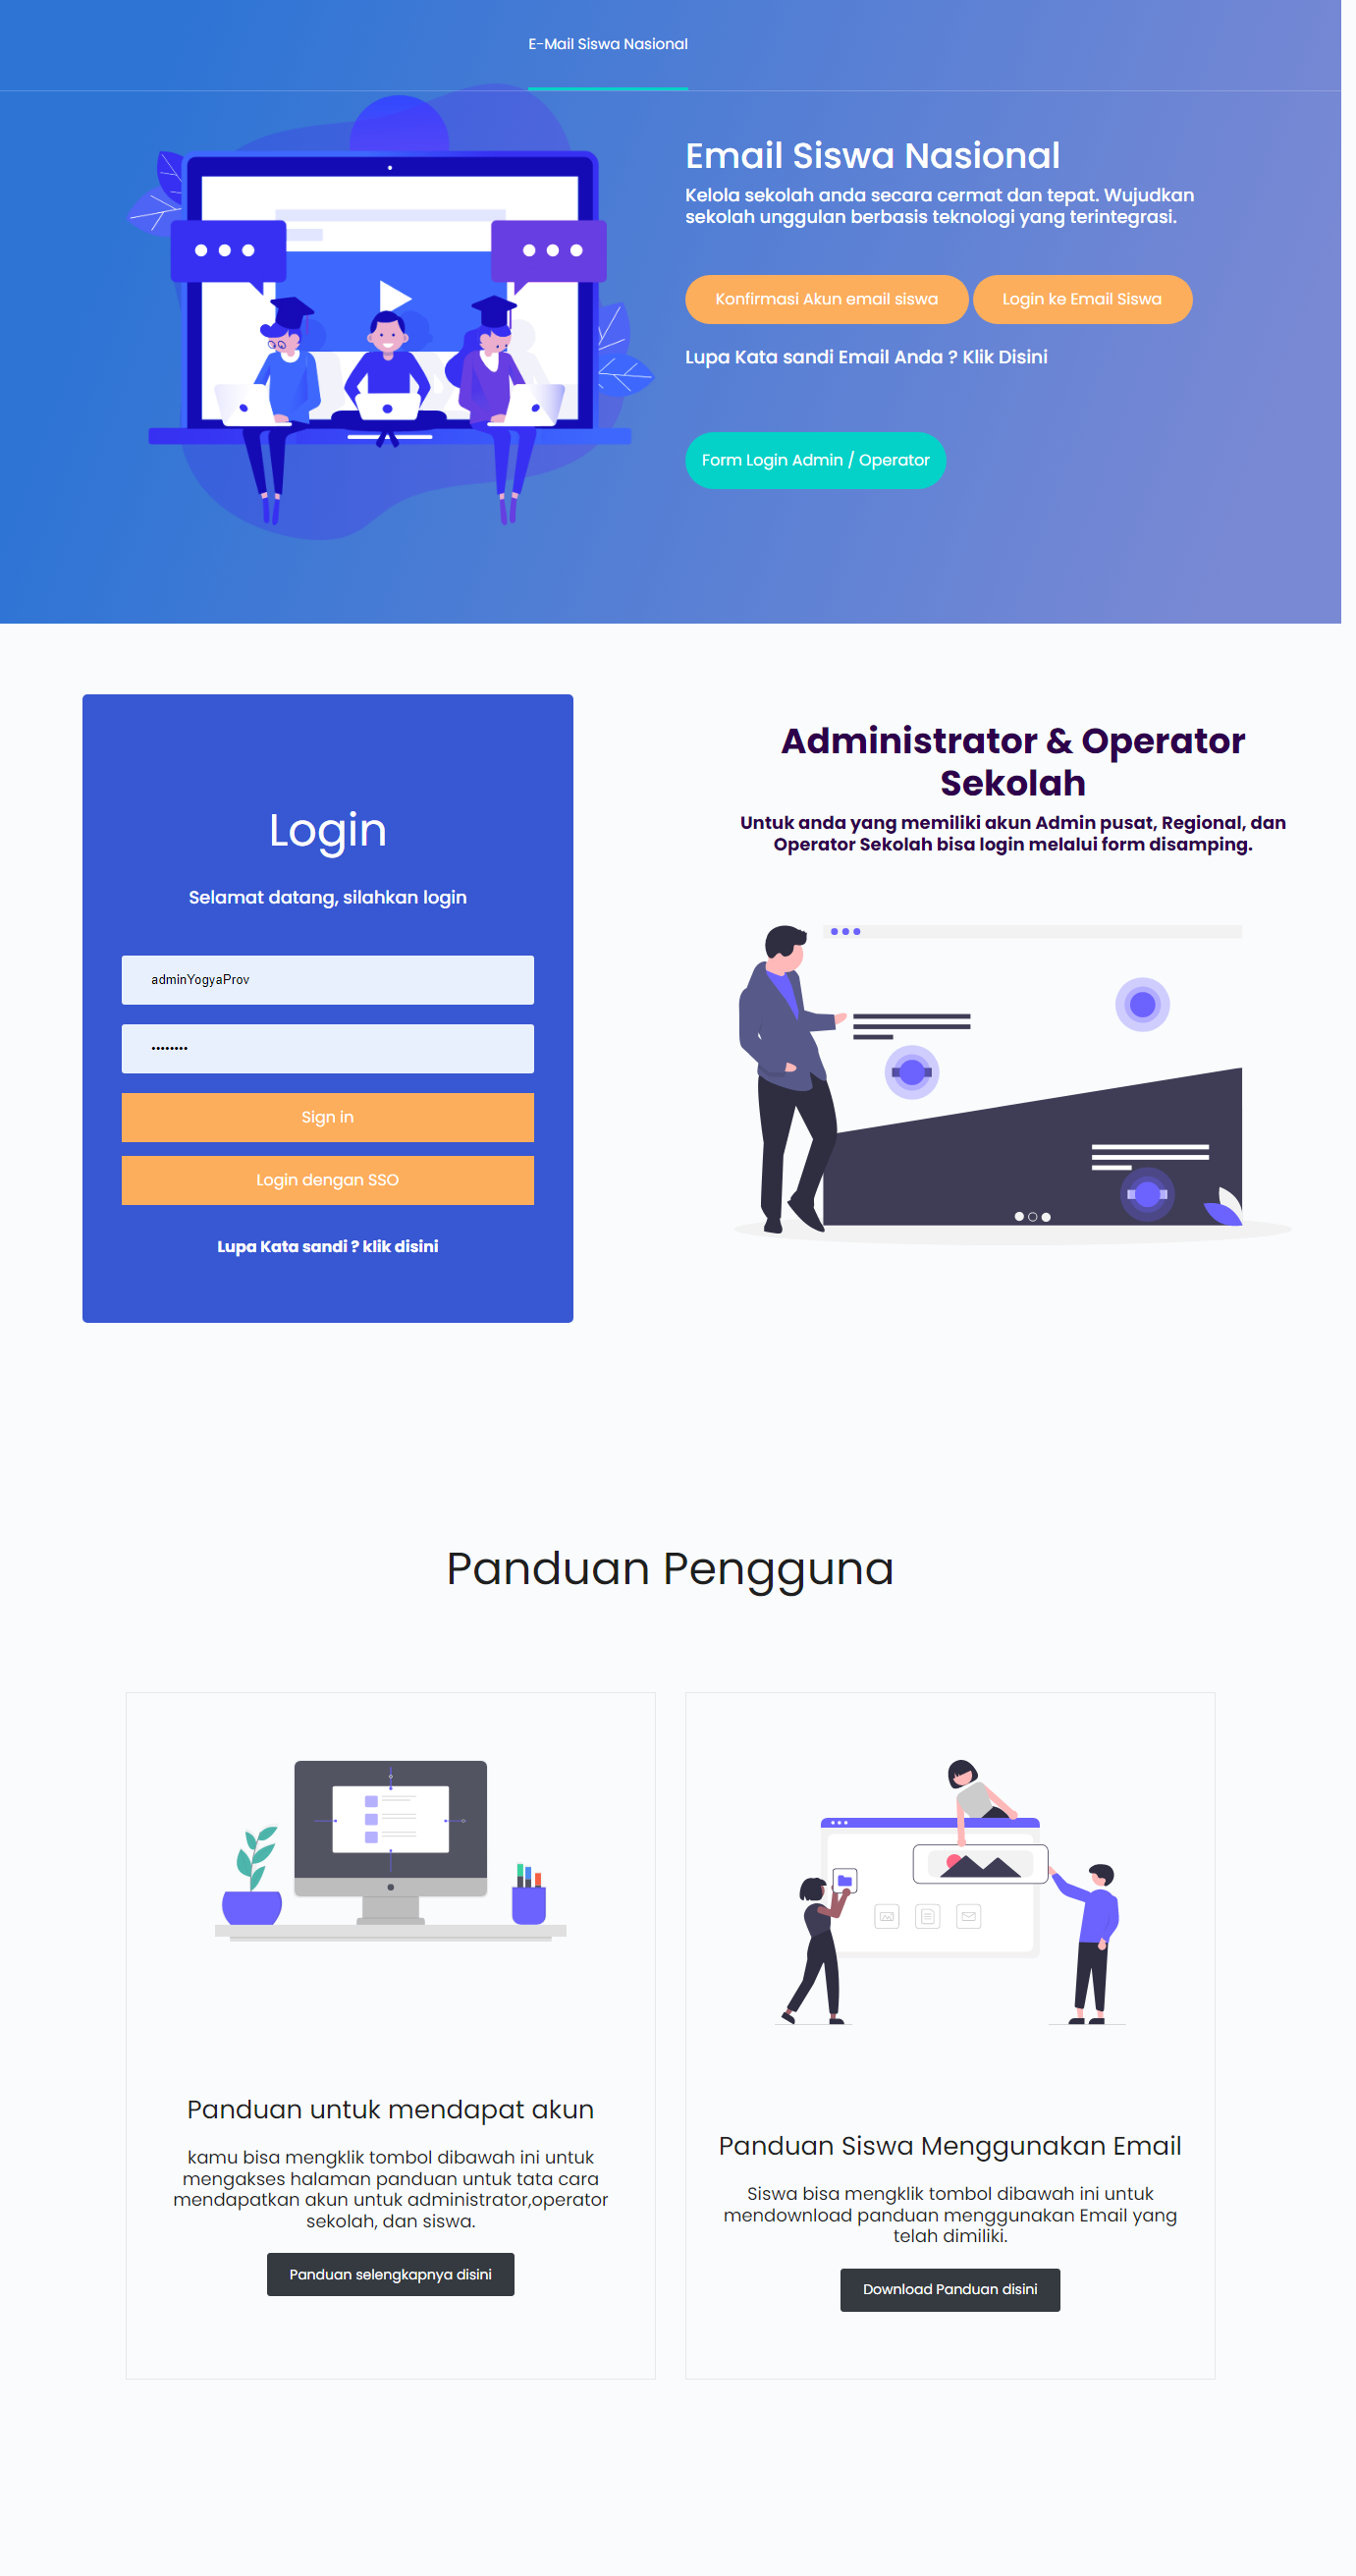 E-Mail Siswa Nasional
Email Siswa Nasional
Kelola sekolah anda secara cermat dan tepat. Wujudkan
sekolah unggulan berbasis teknologi yang terintegrasi.
Konfirmasi Akun email siswa
Login ke Email Siswa
Lupa Kata sandi Email Anda ? Klik Disini
Form Login Admin / Operator
Login
Selamat datang, silahkan login
adminYogyaProv
••••••••
Sign in
Login dengan SSO
Lupa Kata sandi ? klik disini
Administrator & Operator
Sekolah
Untuk anda yang memiliki akun Admin pusat, Regional, dan
Operator Sekolah bisa login melalui form disamping.
Panduan Pengguna
Panduan untuk mendapat akun
kamu bisa mengklik tombol dibawah ini untuk
mengakses halaman panduan untuk tata cara
mendapatkan akun untuk administrator,operator
sekolah, dan siswa.
Panduan selengkapnya disini
Panduan Siswa Menggunakan Email
Siswa bisa mengklik tombol dibawah ini untuk
mendownload panduan menggunakan Email yang
telah dimiliki.
Download Panduan disini